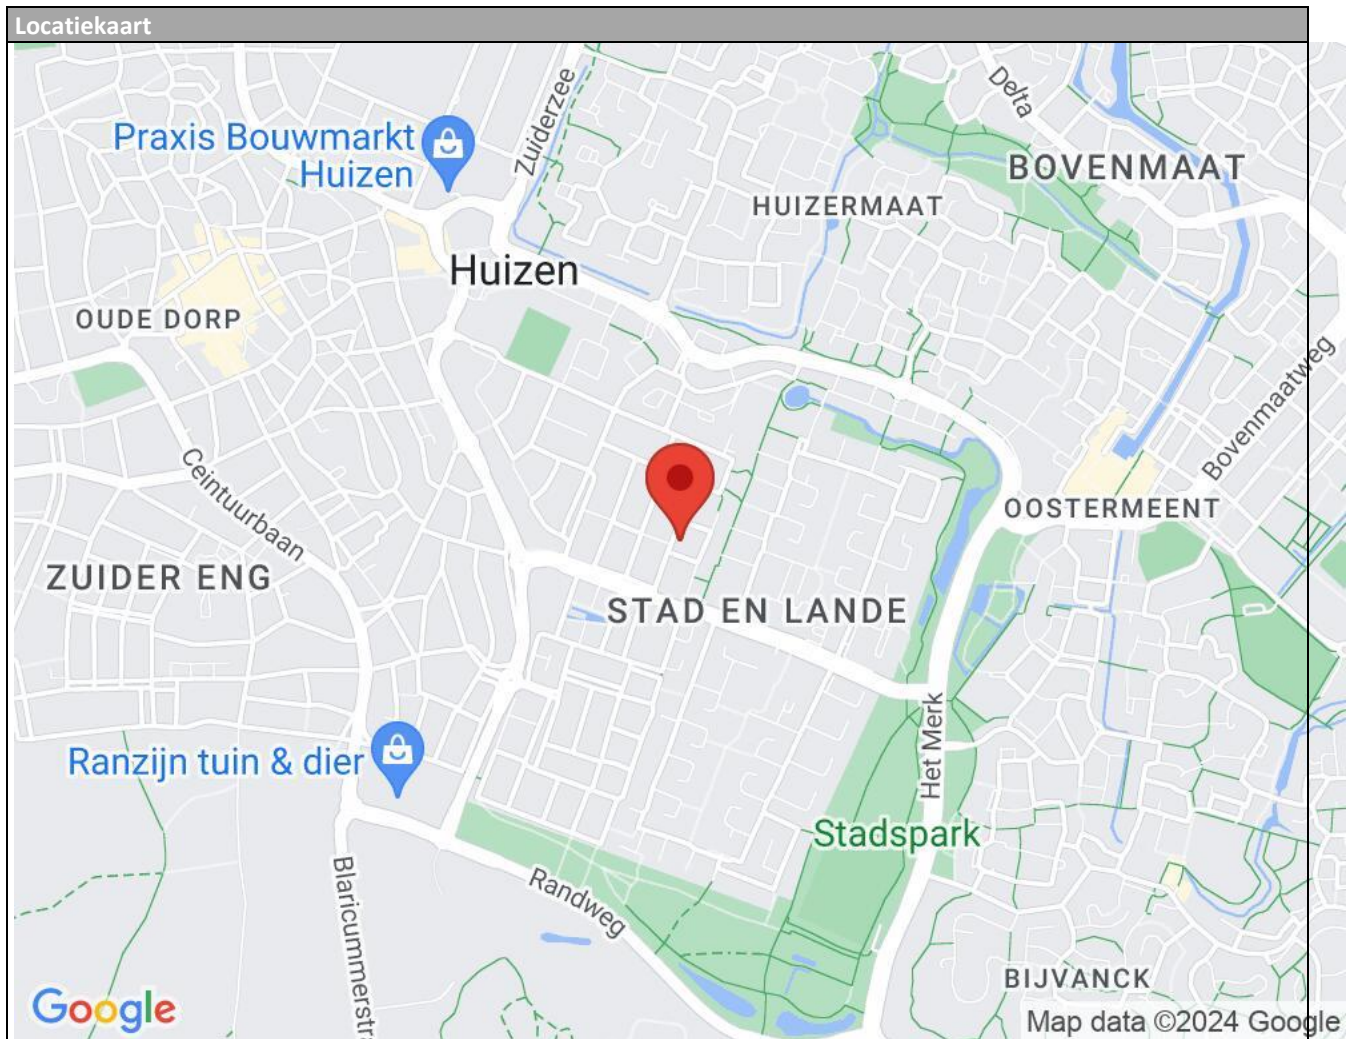 Locatiekaart
Delta
Zuiderzee
Praxis Bouwmarkt
Huizen
BOVENMAAT
HUIZERMAAT
Huizen
OUDE DORP
Bovenmaatweg
Ceintuurbaan
OOSTERMEENT
ZUIDER ENG
STAD EN LANDE
Het Merk
Ranzijn tuin & dier
Stadspark
Blaricummerstra
Randweg
BIJVANCK
Google
Map data ©2024 Google